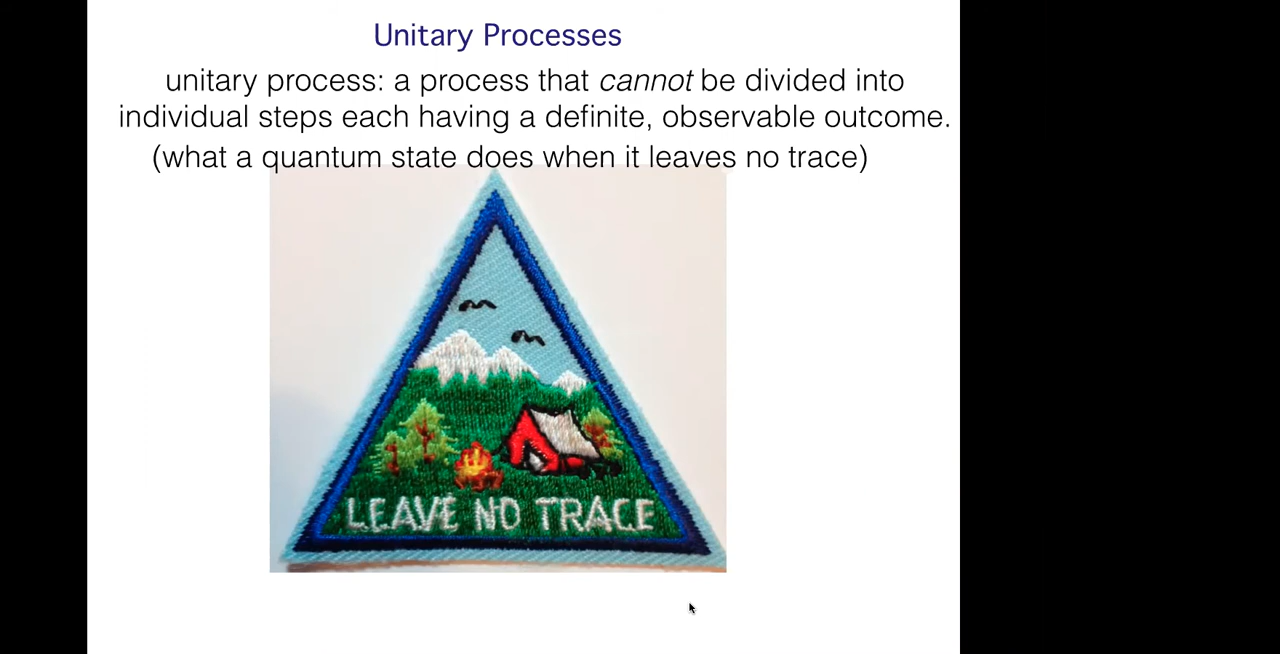 Unitary Processes
unitary process: a process that cannot be divided into
individual steps each having a definite, observable outcome.
(what a quantum state does when it leaves no trace)
LEAVE NO TRACE